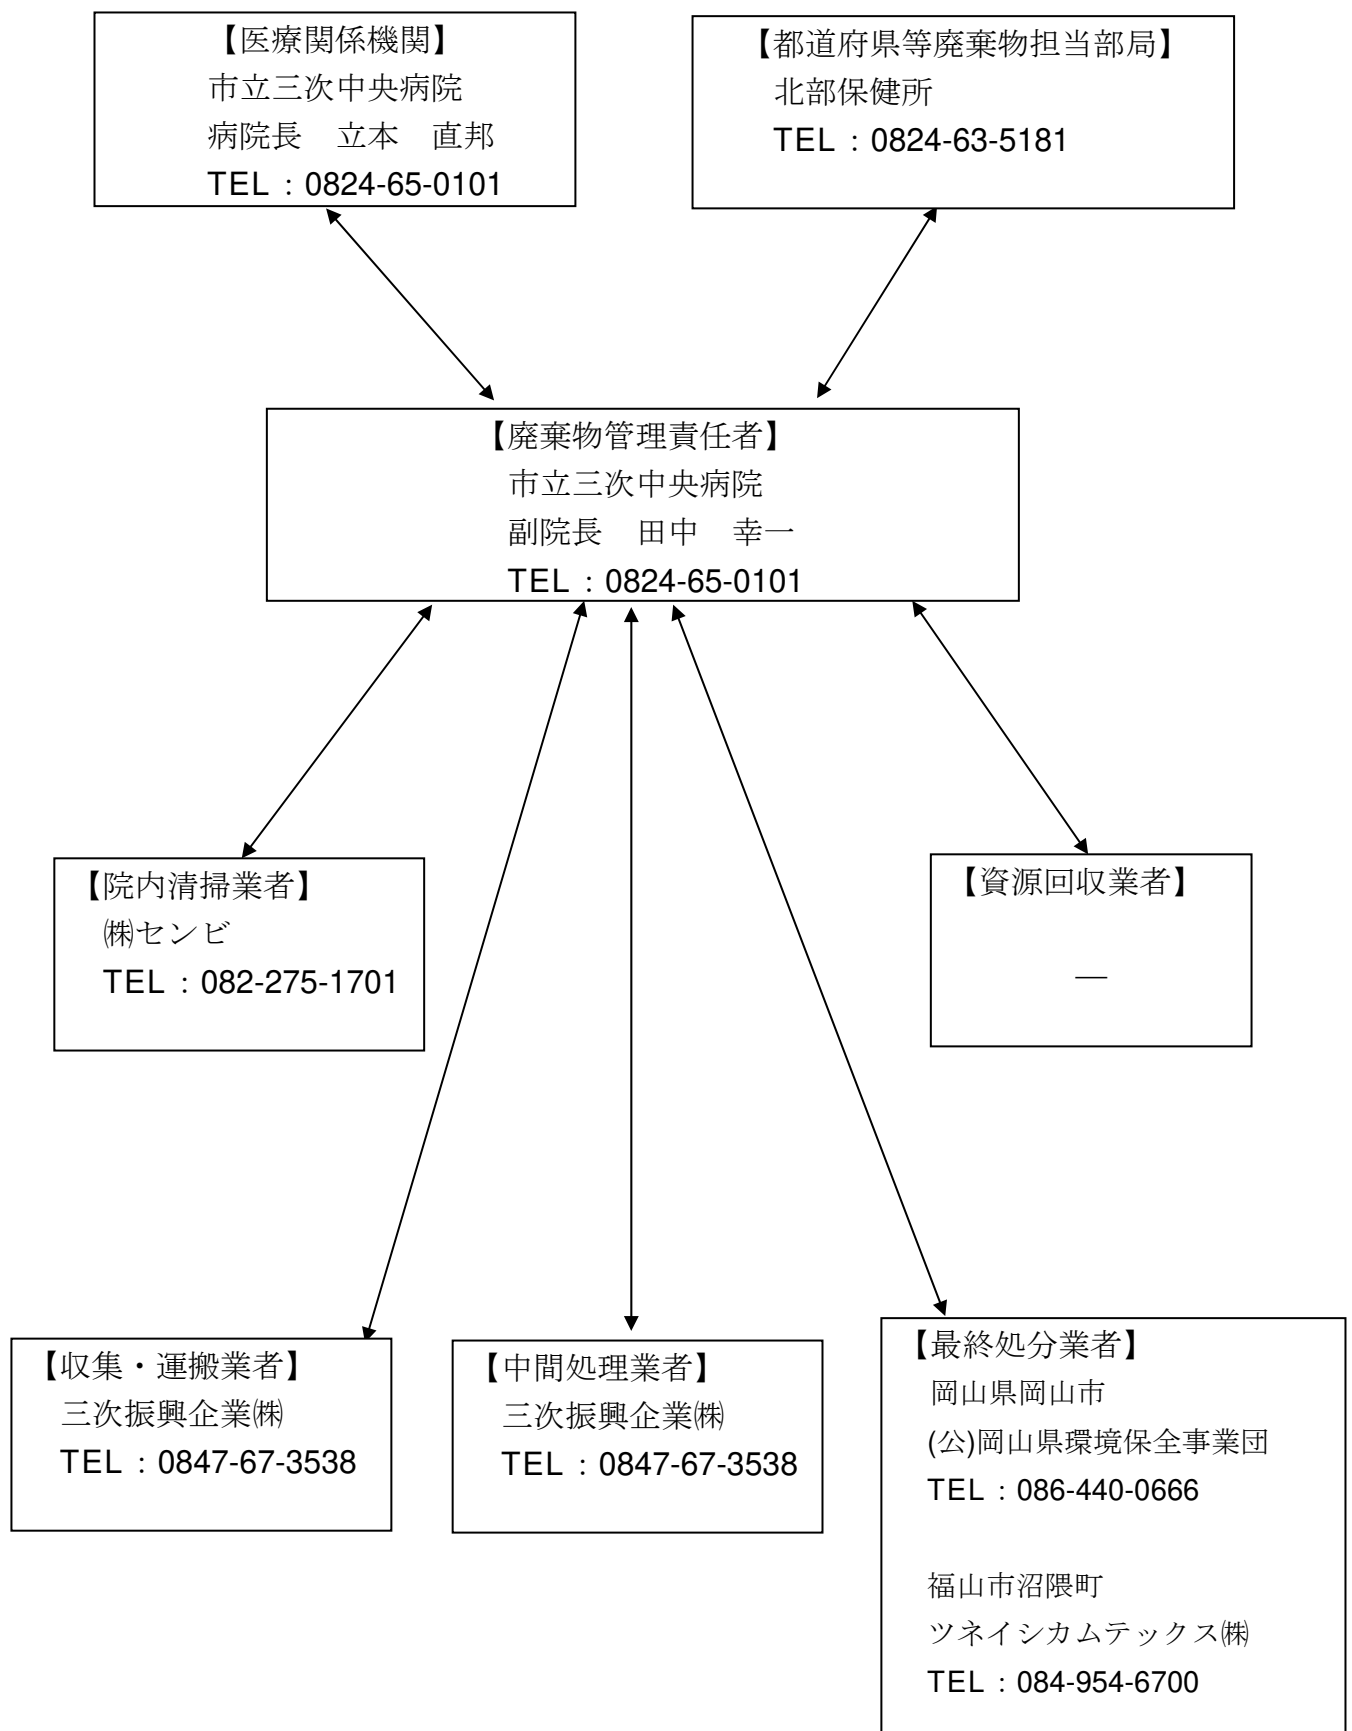 【医療関係機関】
市立三次中央病院
病院長　立本　直邦
TEL：0824-65-0101
【都道府県等廃棄物担当部局】
北部保健所
TEL：0824-63-5181
【廃棄物管理責任者】
市立三次中央病院
副院長　田中　幸一
TEL：0824-65-0101
【院内清掃業者】
㈱センビ
TEL：082-275-1701
【資源回収業者】
―
【収集・運搬業者】
三次振興企業㈱
TEL：0847-67-3538
【中間処理業者】
三次振興企業㈱
TEL：0847-67-3538
【最終処分業者】
岡山県岡山市
(公)岡山県環境保全事業団
TEL：086-440-0666
福山市沼隈町
ツネイシカムテックス㈱
TEL：084-954-6700